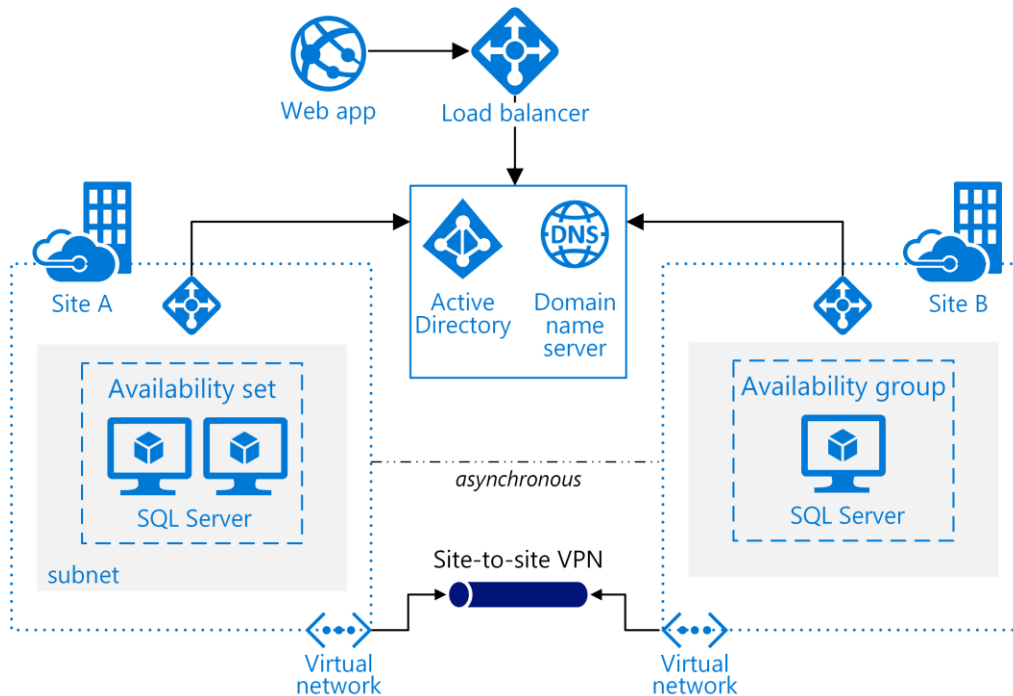 Web app
Load balancer
Site A
Active
Directory
DNS
Domain
name
server
Site B
Availability set
SQL Server
subnet
asynchronous
Availability group
SQL Server
Site-to-site VPN
Virtual
network
Virtual
network